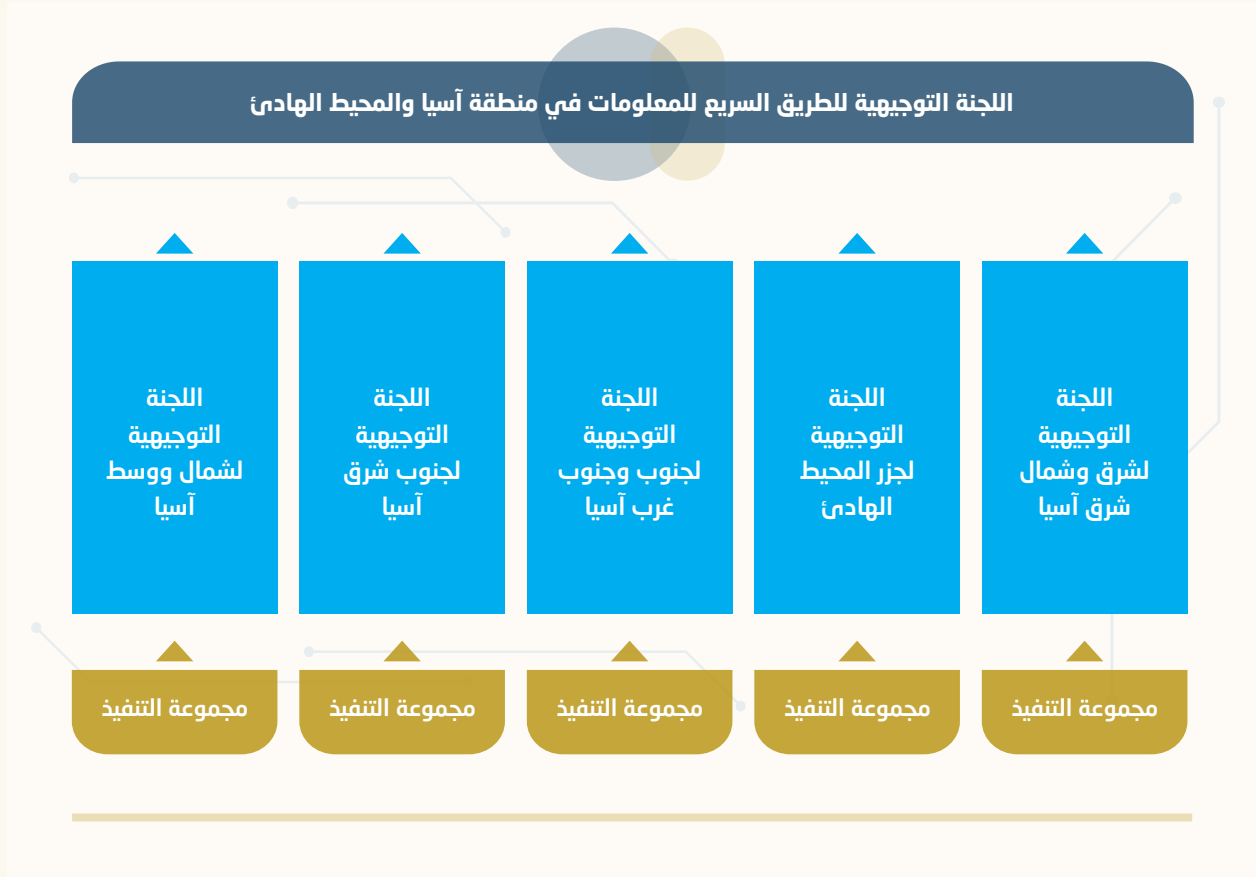 اللجنة التوجيهية للطريق السريع للمعلومات في منطقة آسيا والمحيط الهادئ
اللجنة
التوجيهية
لشرق وشمال
شرق آسيا
اللجنة
التوجيهية
لجزر المحيط
الهادئ
اللجنة
التوجيهية
لجنوب وجنوب
غرب آسيا
اللجنة
التوجيهية
لجنوب شرق
آسيا
اللجنة
التوجيهية
لشمال ووسط
آسيا
مجموعة التنفيذ
مجموعة التنفيذ
مجموعة التنفيذ
مجموعة التنفيذ
مجموعة التنفيذ